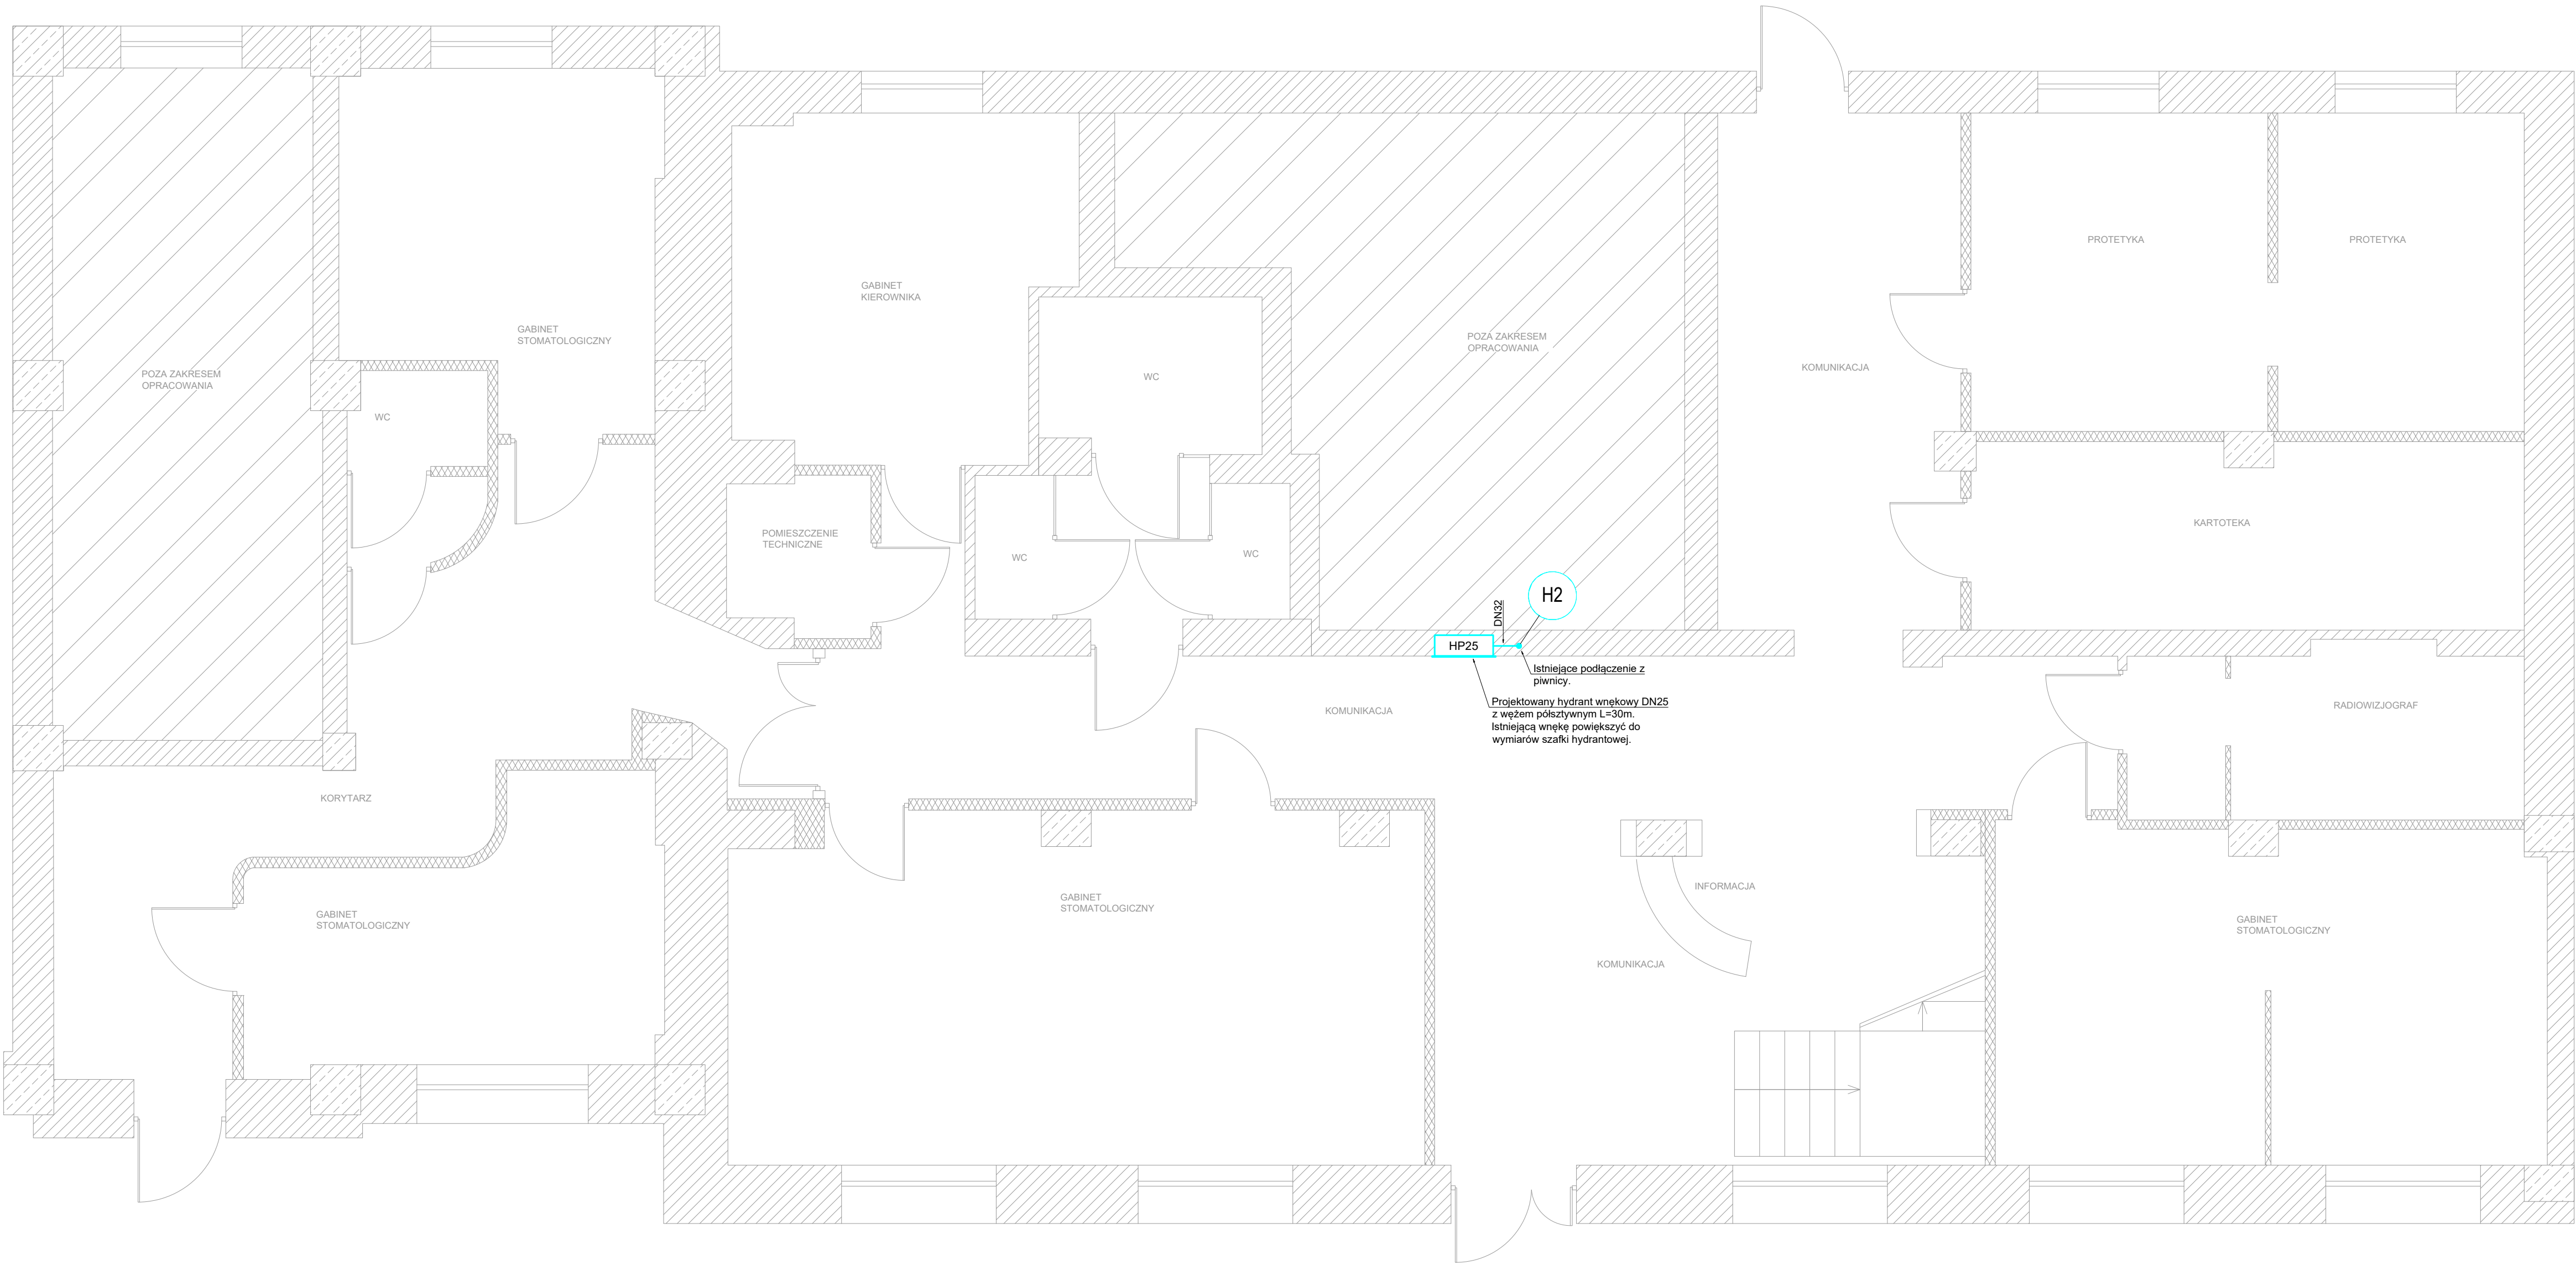 PROTETYKA
PROTETYKA
GABINET
KIEROWNIKA
GABINET
STOMATOLOGICZNY
POZA ZAKRESEM
OPRACOWANIA
KOMUNIKACJA
POZA ZAKRESEM
OPRACOWANIA
WC
WC
KARTOTEKA
POMIESZCZENIE
TECHNICZNE
WC
WC
H2
DN32
HP25
Istniejące podłączenie z
piwnicy.
Projektowany hydrant wnękowy DN25
z wężem półsztywnym L=30m.
Istniejącą wnękę powiększyć do
wymiarów szafki hydrantowej.
KOMUNIKACJA
RADIOWIZJOGRAF
KORYTARZ
INFORMACJA
GABINET
STOMATOLOGICZNY
GABINET
STOMATOLOGICZNY
GABINET
STOMATOLOGICZNY
KOMUNIKACJA